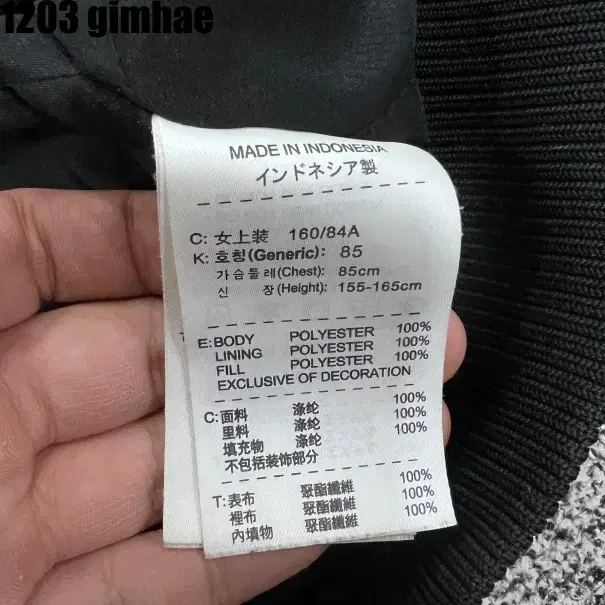 1203 gimhae
MADE IN INDONESIA
インドネシア製
C: 女上装 160/84A
K: 호칭(Generic): 85
가슴둘레(Chest): 85cm
신 장(Height): 155-165cm
E: BODY POLYESTER 100%
LINING POLYESTER 100%
FILL POLYESTER 100%
EXCLUSIVE OF DECORATION
C: 面料 涤纶 100%
里料 涤纶 100%
填充物 涤纶 100%
不包括装饰部分
T: 表布 聚酯纖維 100%
裡布 聚酯纖維 100%
內填物 聚酯纖維 100%